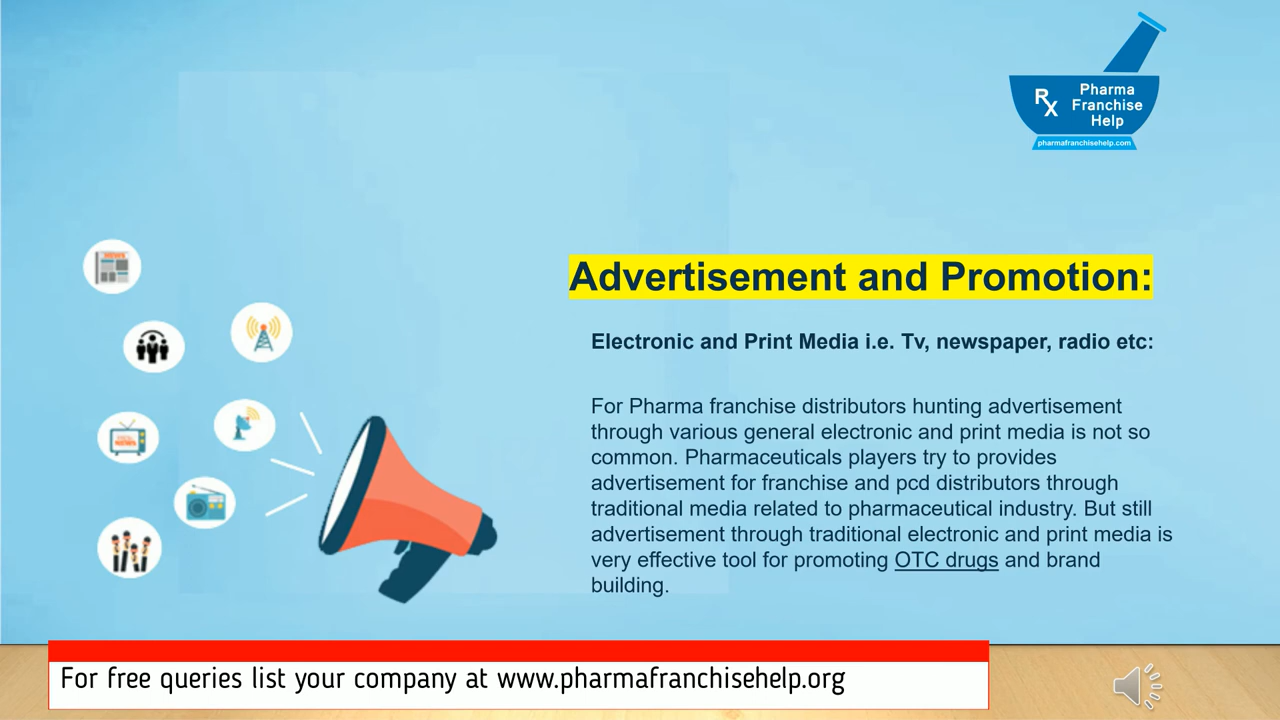 Rx Pharma
Franchise
Help
pharmafranchisehelp.com
NEWS
NEWS
Advertisement and Promotion:
Electronic and Print Media i.e. Tv, newspaper, radio etc:
For Pharma franchise distributors hunting advertisement
through various general electronic and print media is not so
common. Pharmaceuticals players try to provides
advertisement for franchise and pcd distributors through
traditional media related to pharmaceutical industry. But still
advertisement through traditional electronic and print media is
very effective tool for promoting OTC drugs and brand
building.
For free queries list your company at www.pharmafranchisehelp.org